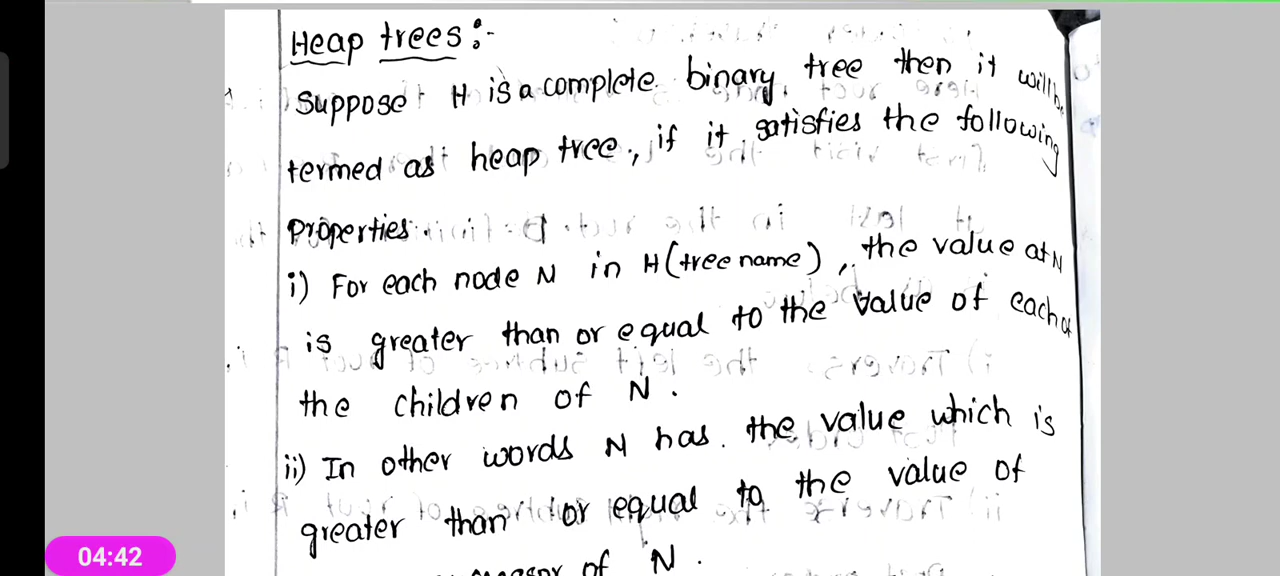 Heap trees :-
Suppose H is a complete binary tree then it will be
termed as heap tree, if it satisfies the following
properties.
i) For each node N in H (tree name), the value at N
is greater than or equal to the value of each of
the children of N.
ii) In other words N has the value which is
greater than or equal to the value of
of N.
04:42